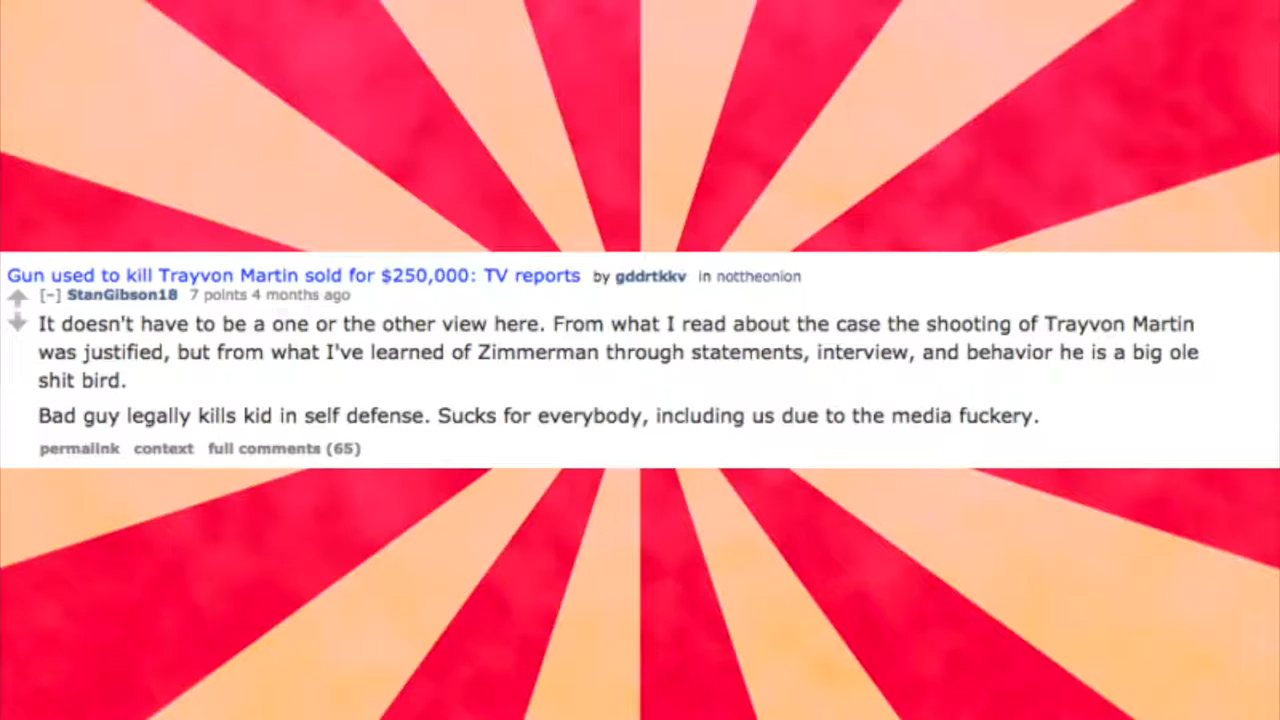 Gun used to kill Trayvon Martin sold for $250,000: TV reports by gddrtkkv in nottheonion
[-] StanGibson18 7 points 4 months ago
It doesn't have to be a one or the other view here. From what I read about the case the shooting of Trayvon Martin
was justified, but from what I've learned of Zimmerman through statements, interview, and behavior he is a big ole
shit bird.
Bad guy legally kills kid in self defense. Sucks for everybody, including us due to the media fuckery.
permalink context full comments (65)